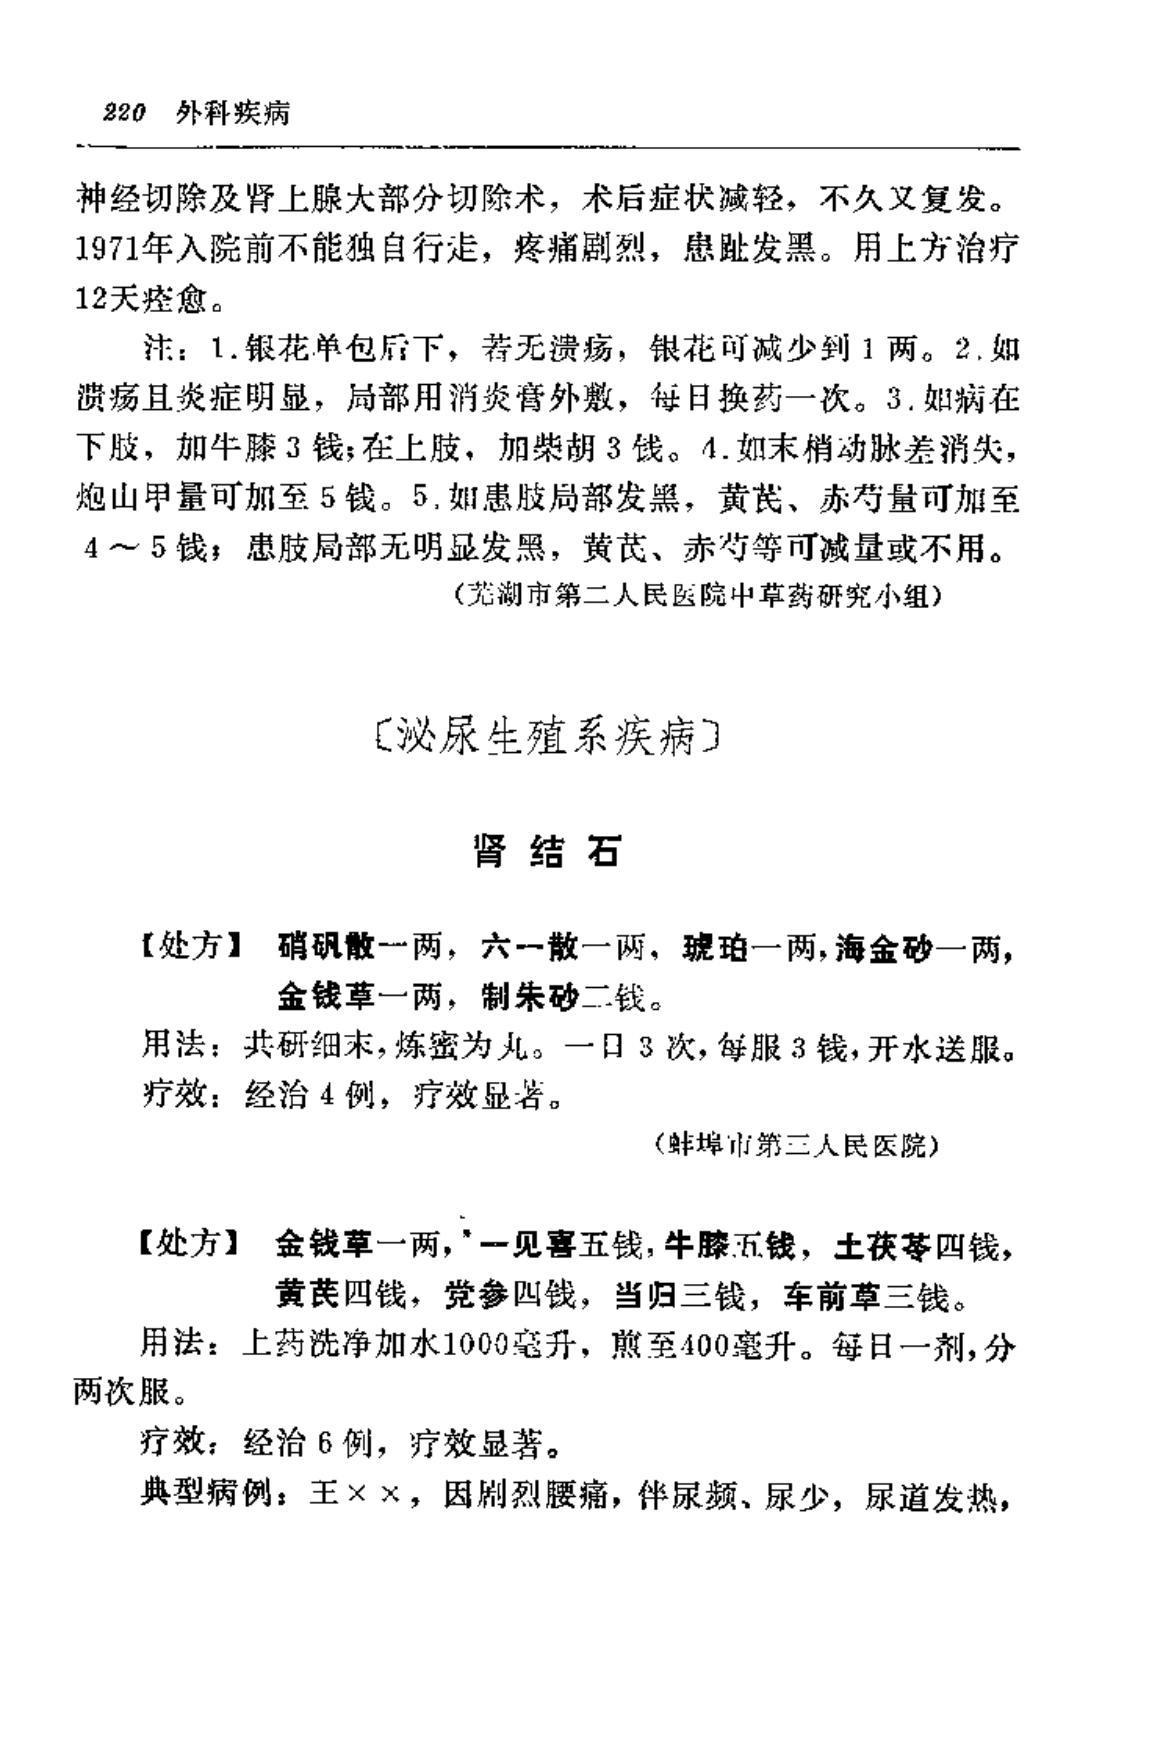 220 外科疾病
神经切除及肾上腺大部分切除术，术后症状减轻，不久又复发。
1971年入院前不能独自行走，疼痛剧烈，患趾发黑。用上方治疗
12天痊愈。
注：1.银花单包后下，若无溃疡，银花可减少到1两。2.如
溃疡且炎症明显，局部用消炎膏外敷，每日换药一次。3.如病在
下肢，加牛膝3钱；在上肢，加柴胡3钱。4.如末梢动脉差消失，
炮山甲量可加至5钱。5.如患肢局部发黑，黄芪、赤芍量可加至
4～5钱；患肢局部无明显发黑，黄芪、赤芍等可减量或不用。
（芜湖市第二人民医院中草药研究小组）
〔泌尿生殖系疾病〕
肾结石
【处方】 硝矾散一两，六一散一两，琥珀一两，海金砂一两，
金钱草一两，制朱砂二钱。
用法：共研细末，炼蜜为丸。一日3次，每服3钱，开水送服。
疗效：经治4例，疗效显著。
（蚌埠市第三人民医院）
【处方】 金钱草一两，一见喜五钱，牛膝五钱，土茯苓四钱，
黄芪四钱，党参四钱，当归三钱，车前草三钱。
用法：上药洗净加水1000毫升，煎至400毫升。每日一剂，分
两次服。
疗效：经治6例，疗效显著。
典型病例：王××，因剧烈腰痛，伴尿频、尿少，尿道发热，